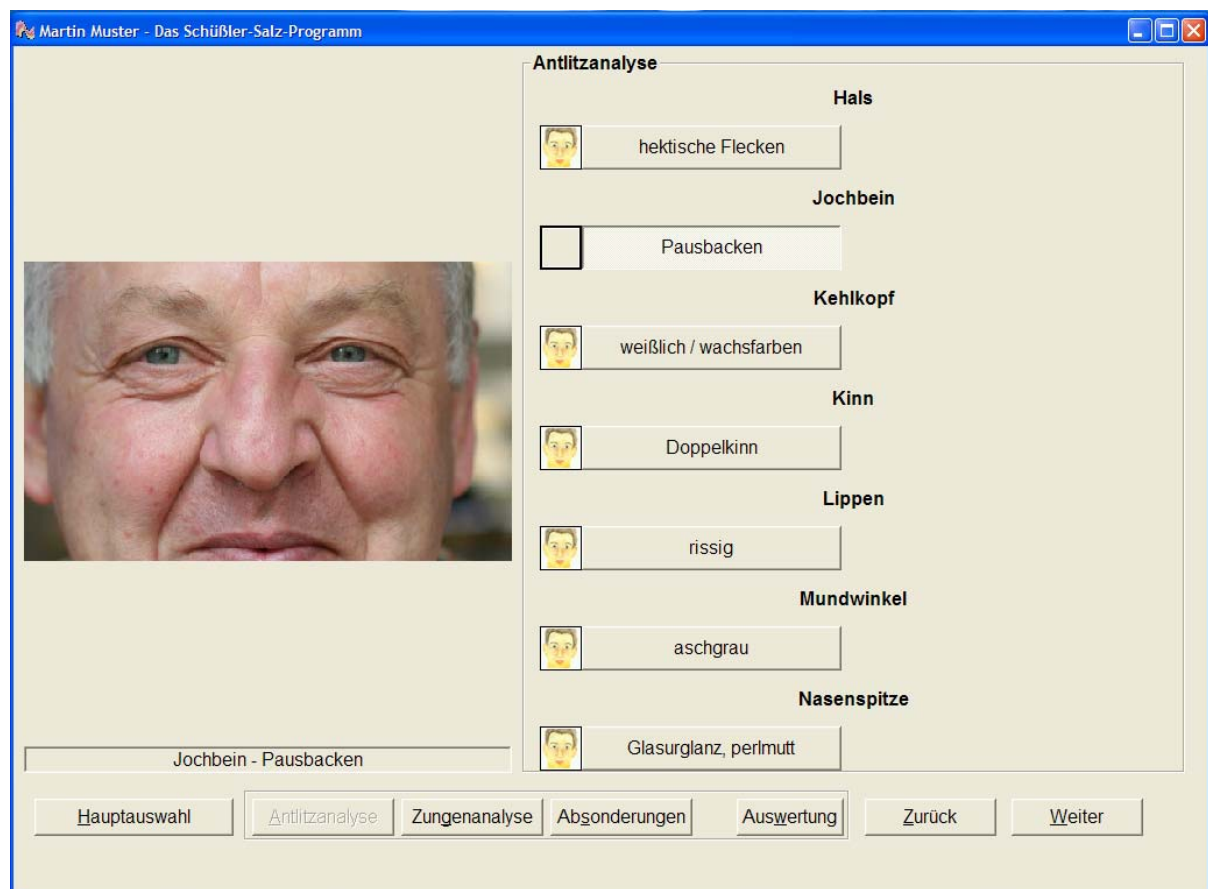 Martin Muster - Das Schüßler-Salz-Programm
Antlitzanalyse
Hals
hektische Flecken
Jochbein
Pausbacken
Kehlkopf
weißlich / wachsfarben
Kinn
Doppelkinn
Lippen
rissig
Mundwinkel
aschgrau
Nasenspitze
Glasurglanz, perlmutt
Jochbein - Pausbacken
Hauptauswahl Antlitzanalyse Zungenanalyse Absonderungen Auswertung Zurück Weiter